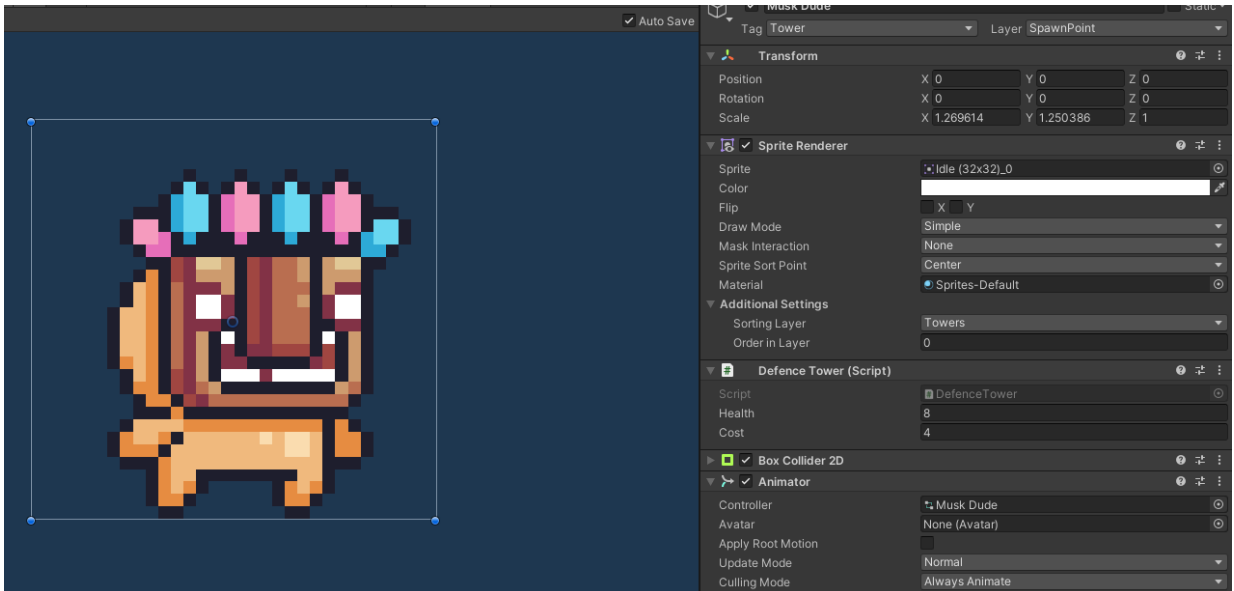 Auto Save
Musk Dude
Static
Tag Tower Layer SpawnPoint
Transform
Position X 0 Y 0 Z 0
Rotation X 0 Y 0 Z 0
Scale X 1.269614 Y 1.250386 Z 1
Sprite Renderer
Sprite Idle (32x32)_0
Color
Flip X Y
Draw Mode Simple
Mask Interaction None
Sprite Sort Point Center
Material Sprites-Default
Additional Settings
Sorting Layer Towers
Order in Layer 0
Defence Tower (Script)
Script DefenceTower
Health 8
Cost 4
Box Collider 2D
Animator
Controller Musk Dude
Avatar None (Avatar)
Apply Root Motion
Update Mode Normal
Culling Mode Always Animate